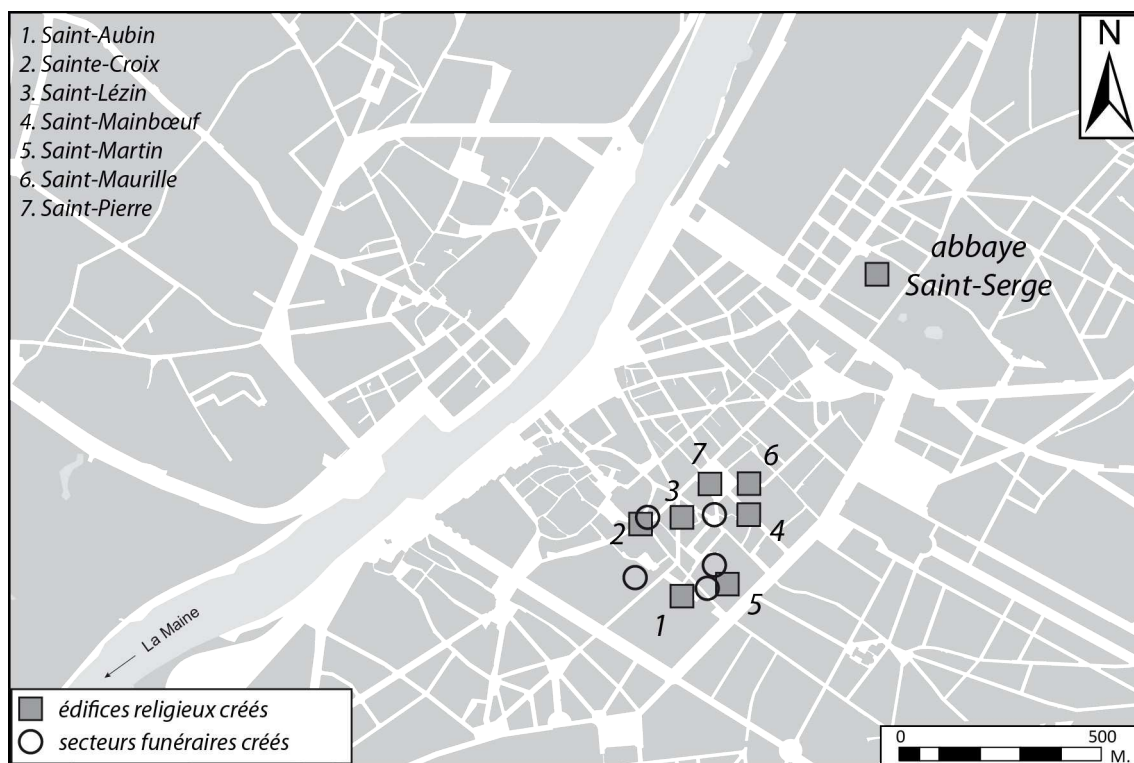 1. Saint-Aubin
2. Sainte-Croix
3. Saint-Lézin
4. Saint-Mainbœuf
5. Saint-Martin
6. Saint-Maurille
7. Saint-Pierre
N
abbaye
Saint-Serge
7
6
3
2
4
1
5
La Maine
édifices religieux créés
secteurs funéraires créés
0 500
M.